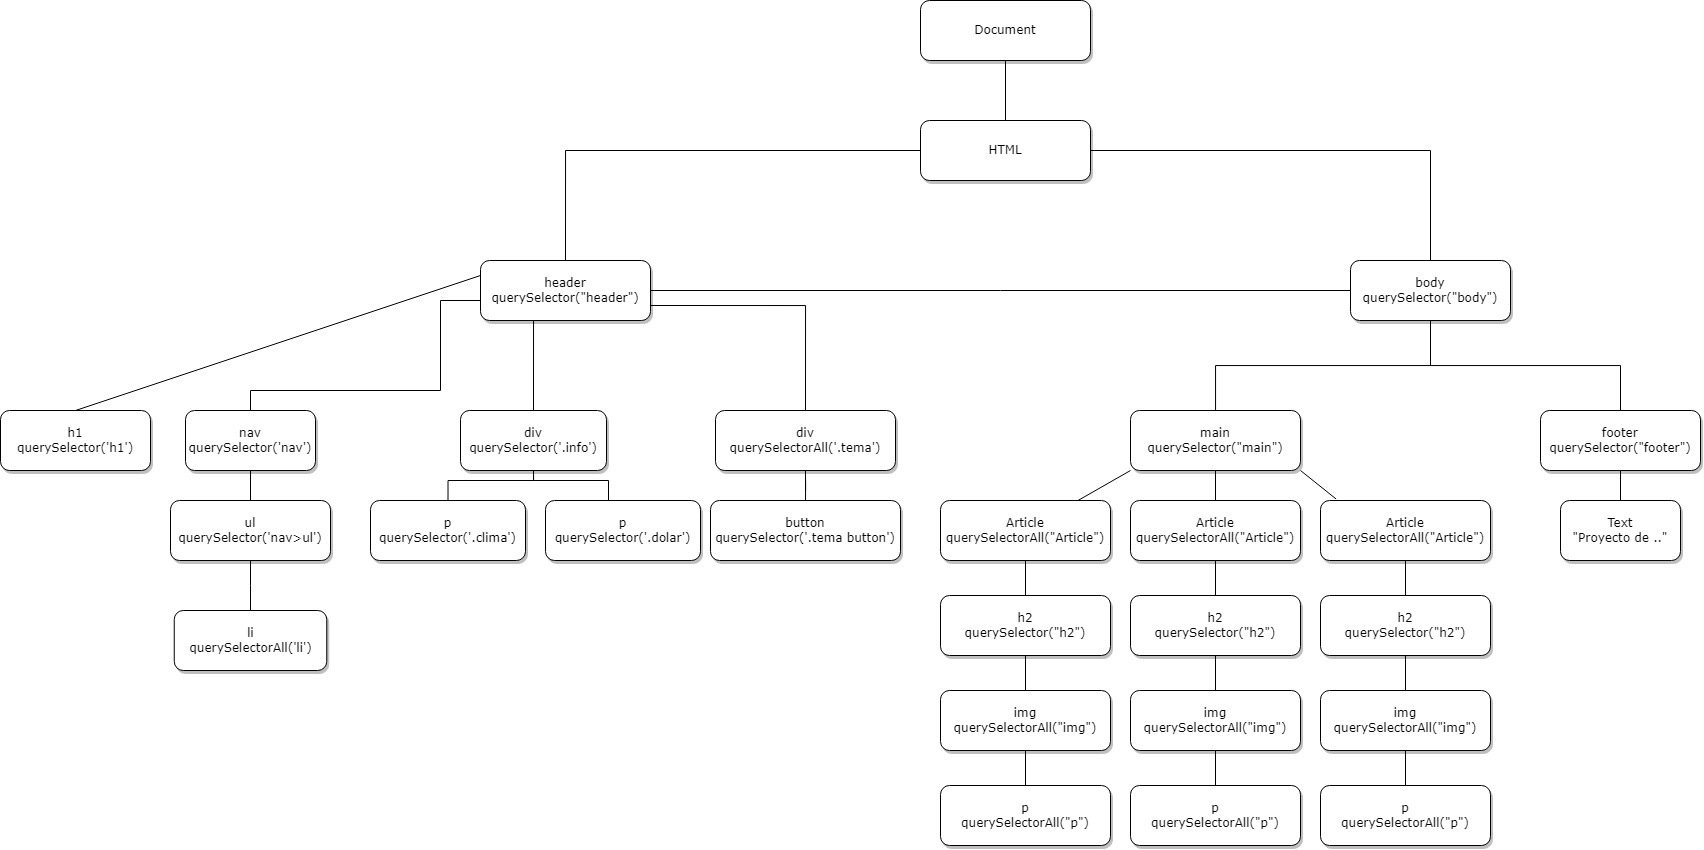 Document
HTML
header
querySelector("header")
body
querySelector("body")
h1
querySelector('h1')
nav
querySelector('nav')
div
querySelector('.info')
div
querySelectorAll('.tema')
main
querySelector("main")
footer
querySelector("footer")
ul
querySelector('nav>ul')
p
querySelector('.clima')
p
querySelector('.dolar')
button
querySelector('.tema button')
Article
querySelectorAll("Article")
Article
querySelectorAll("Article")
Article
querySelectorAll("Article")
Text
"Proyecto de .."
li
querySelectorAll('li')
h2
querySelector("h2")
h2
querySelector("h2")
h2
querySelector("h2")
img
querySelectorAll("img")
img
querySelectorAll("img")
img
querySelectorAll("img")
p
querySelectorAll("p")
p
querySelectorAll("p")
p
querySelectorAll("p")